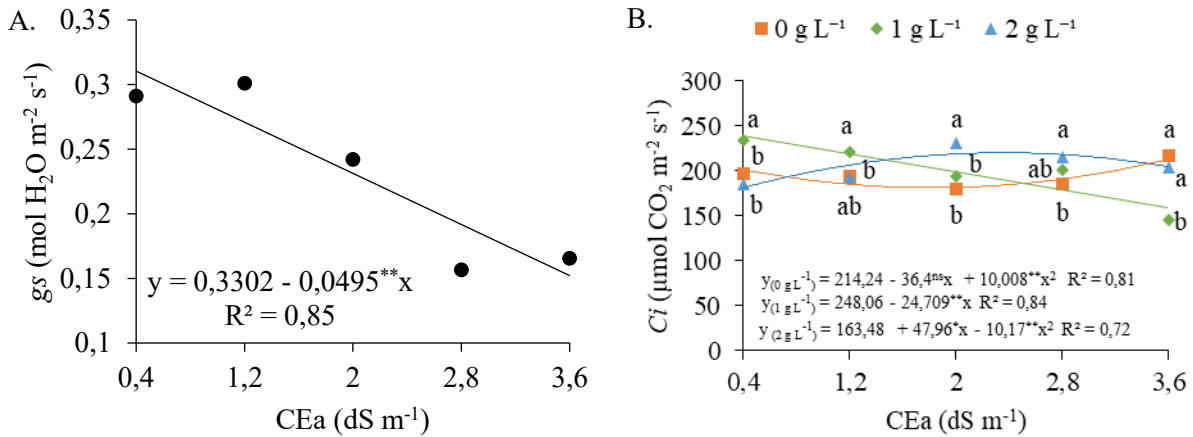 A.
gs (mol H₂O m⁻² s⁻¹)
0,35
0,3
0,25
0,2
0,15
0,1
y = 0,3302 - 0,0495**x
R² = 0,85
0,4 1,2 2 2,8 3,6
CEa (dS m⁻¹)
B.
0 g L⁻¹ 1 g L⁻¹ 2 g L⁻¹
Ci (µmol CO₂ m⁻² s⁻¹)
300
250
200
150
100
50
0
a a a a a
b b b ab a
b ab b b b
y(0 g L⁻¹) = 214,24 - 36,4ⁿˢx + 10,008**x² R² = 0,81
y(1 g L⁻¹) = 248,06 - 24,709**x R² = 0,84
y(2 g L⁻¹) = 163,48 + 47,96*x - 10,17**x² R² = 0,72
0,4 1,2 2 2,8 3,6
CEa (dS m⁻¹)